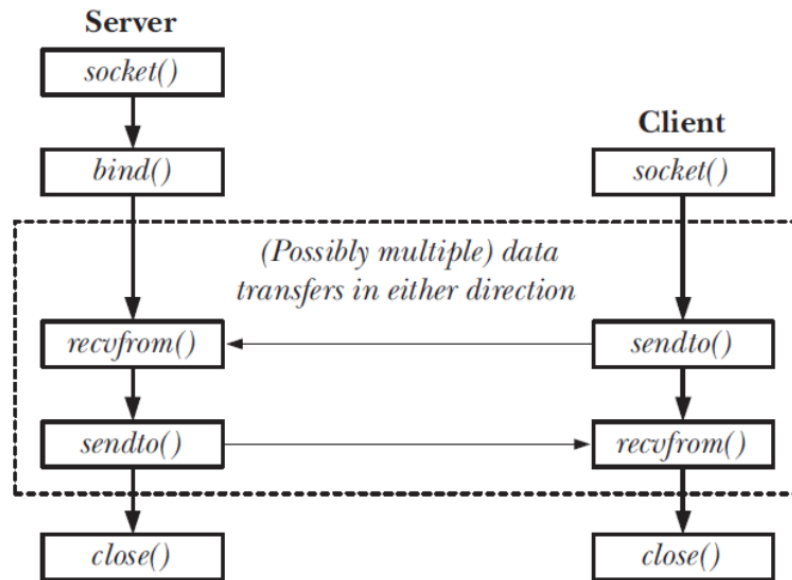 Server
socket()
Client
bind()
socket()
(Possibly multiple) data
transfers in either direction
recvfrom()
sendto()
sendto()
recvfrom()
close()
close()